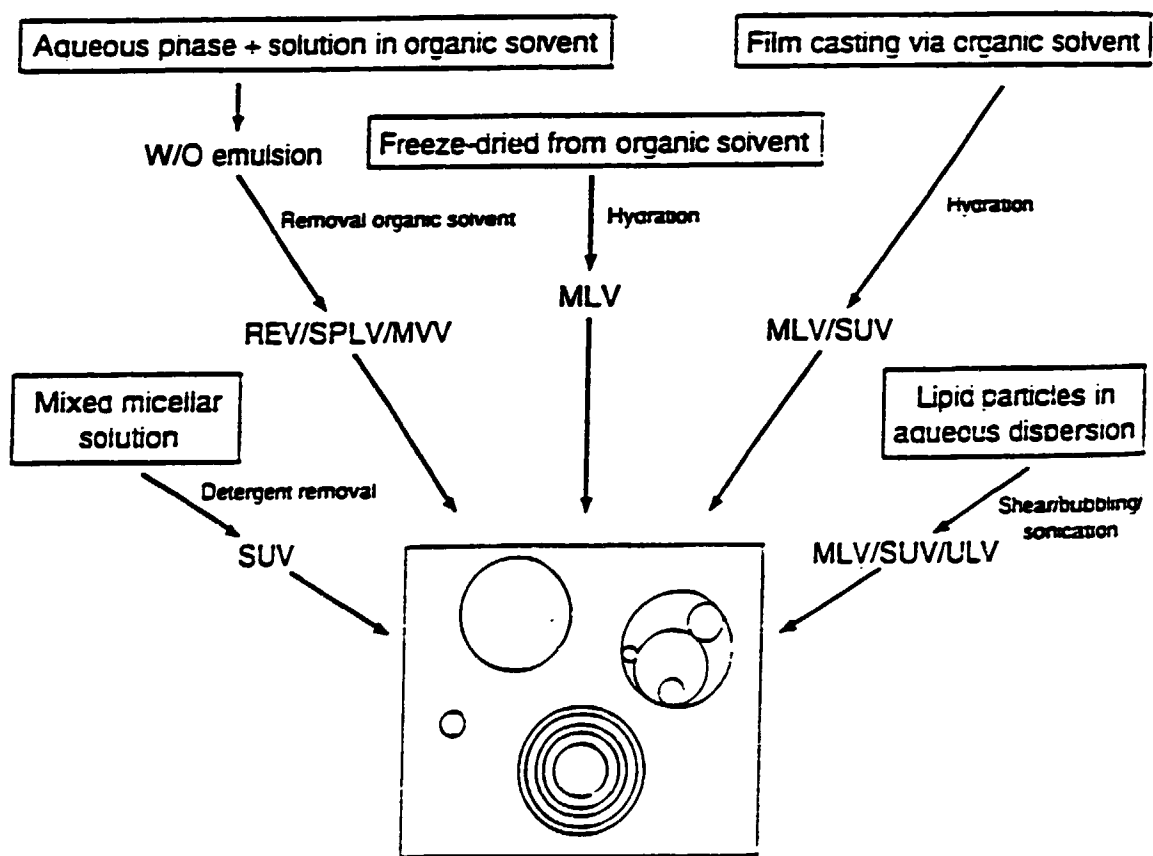 Aqueous phase + solution in organic solvent
Film casting via organic solvent
W/O emulsion
Freeze-dried from organic solvent
Removal organic solvent
Hydration
Hydration
MLV
REV/SPLV/MVV
MLV/SUV
Mixed micellar
solution
Lipid particles in
aqueous dispersion
Detergent removal
Shear/bubbling/
sonication
SUV
MLV/SUV/ULV